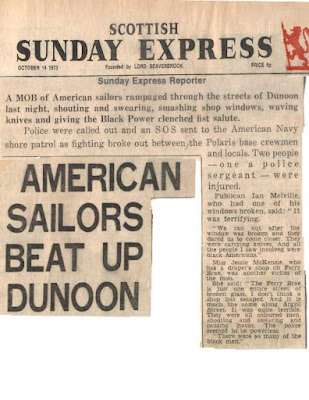 SCOTTISH
SUNDAY EXPRESS
OCTOBER 14 1973
Founded by LORD BEAVERBROOK
PRICE 6p
Sunday Express Reporter
A MOB of American sailors rampaged through the streets of Dunoon
last night, shouting and swearing, smashing shop windows, waving
knives and giving the Black Power clenched fist salute.
Police were called out and an SOS sent to the American Navy
shore patrol as fighting broke out between the Polaris base crewmen
and locals. Two people
—one a police
sergeant — were
injured.
AMERICAN
SAILORS
BEAT UP
DUNOON
Publican Ian Melville,
who had one of his
windows broken, said: "It
was terrifying.
"We ran out after the
window was broken and they
dared us to come closer. They
were carrying knives. And all
the people I saw involved were
black Americans."
Miss Jessie McKenzie, who
has a draper's shop on Ferry
Brae, was another victim of
the mob.
She said: "The Ferry Brae
is just one entire street of
broken glass. I don't think a
shop has escaped. And it is
much the same along Argyll
Street. It was quite terrible.
They were all coloured men,
shouting and swearing and
causing havoc. The police
seemed to be powerless.
"There were so many of the
black men."